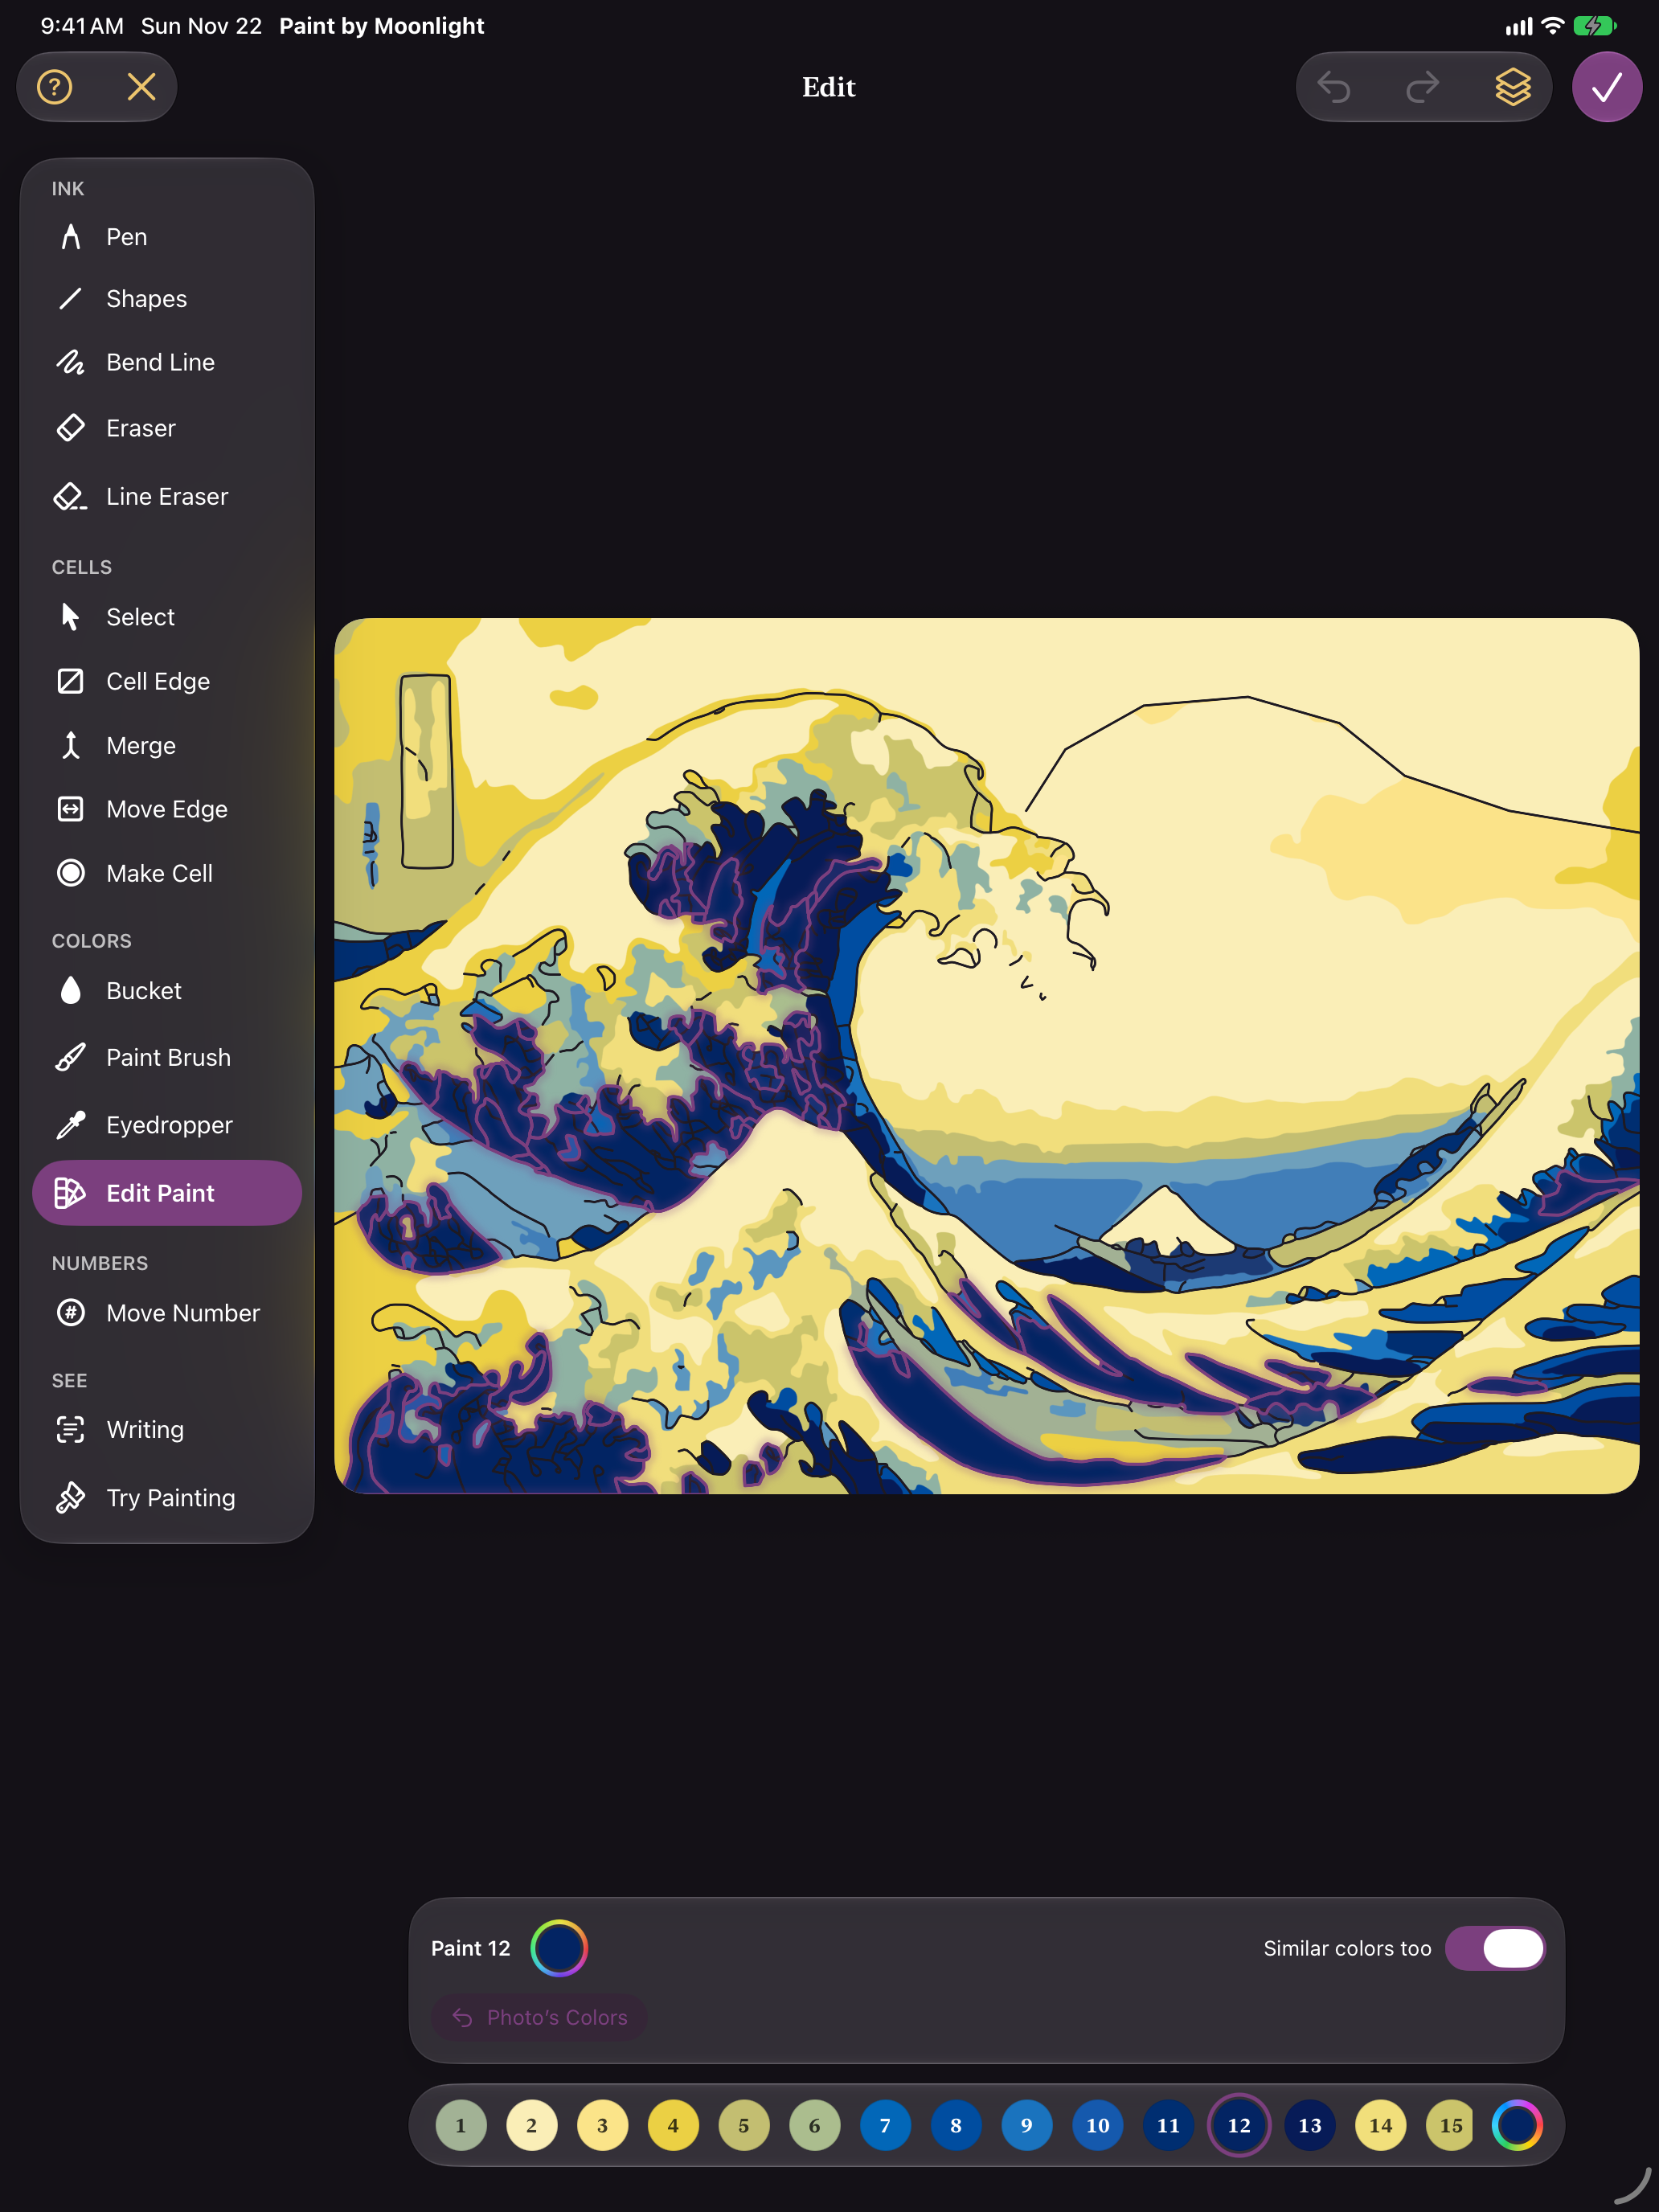 9:41 AM Sun Nov 22 Paint by Moonlight
Edit
INK
Pen
Shapes
Bend Line
Eraser
Line Eraser
CELLS
Select
Cell Edge
Merge
Move Edge
Make Cell
COLORS
Bucket
Paint Brush
Eyedropper
Edit Paint
NUMBERS
Move Number
SEE
Writing
Try Painting
Paint 12
Similar colors too
Photo’s Colors
1 2 3 4 5 6 7 8 9 10 11 12 13 14 15